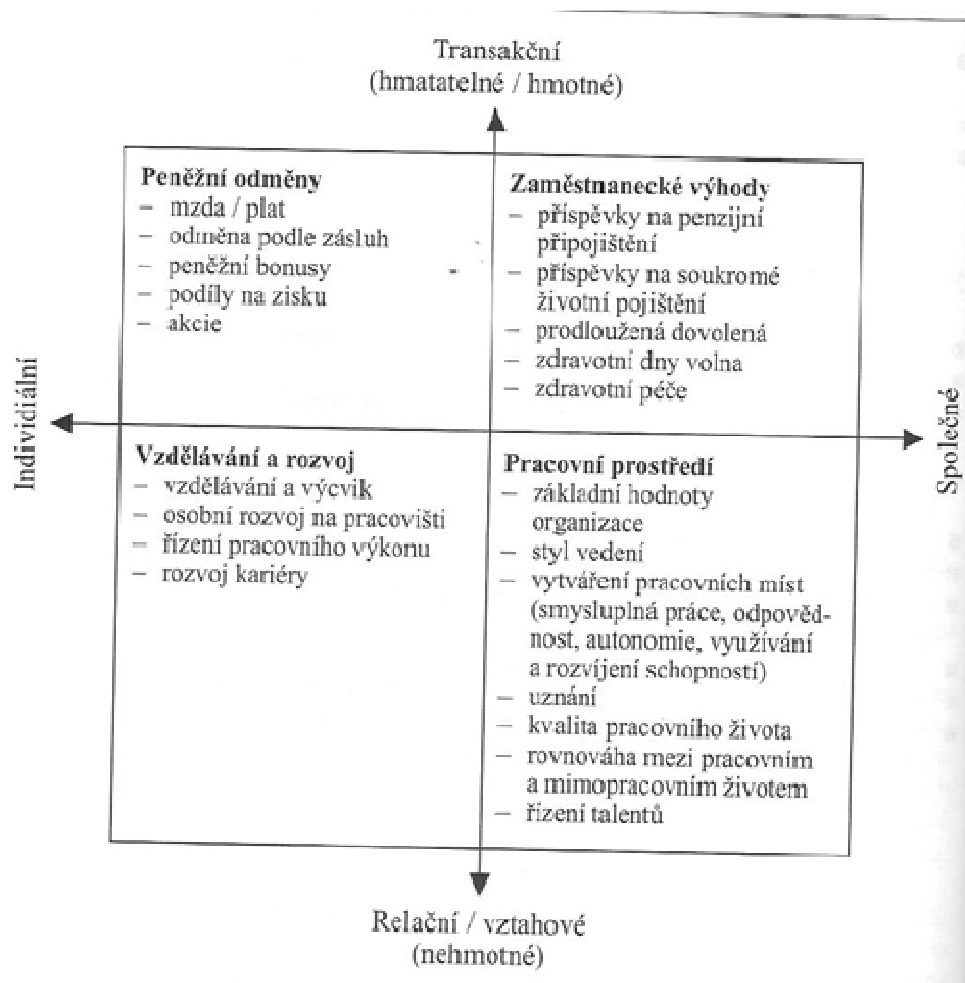 Transakční
(hmatatelné / hmotné)
Peněžní odměny
– mzda / plat
– odměna podle zásluh
– peněžní bonusy
– podíly na zisku
– akcie
Zaměstnanecké výhody
– příspěvky na penzijní
připojištění
– příspěvky na soukromé
životní pojištění
– prodloužená dovolená
– zdravotní dny volna
– zdravotní péče
Individiální
Společné
Vzdělávání a rozvoj
– vzdělávání a výcvik
– osobní rozvoj na pracovišti
– řízení pracovního výkonu
– rozvoj kariéry
Pracovní prostředí
– základní hodnoty
organizace
– styl vedení
– vytváření pracovních míst
(smysluplná práce, odpověd-
nost, autonomie, využívání
a rozvíjení schopností)
– uznání
– kvalita pracovního života
– rovnováha mezi pracovním
a mimopracovním životem
– řízení talentů
Relační / vztahové
(nehmotné)